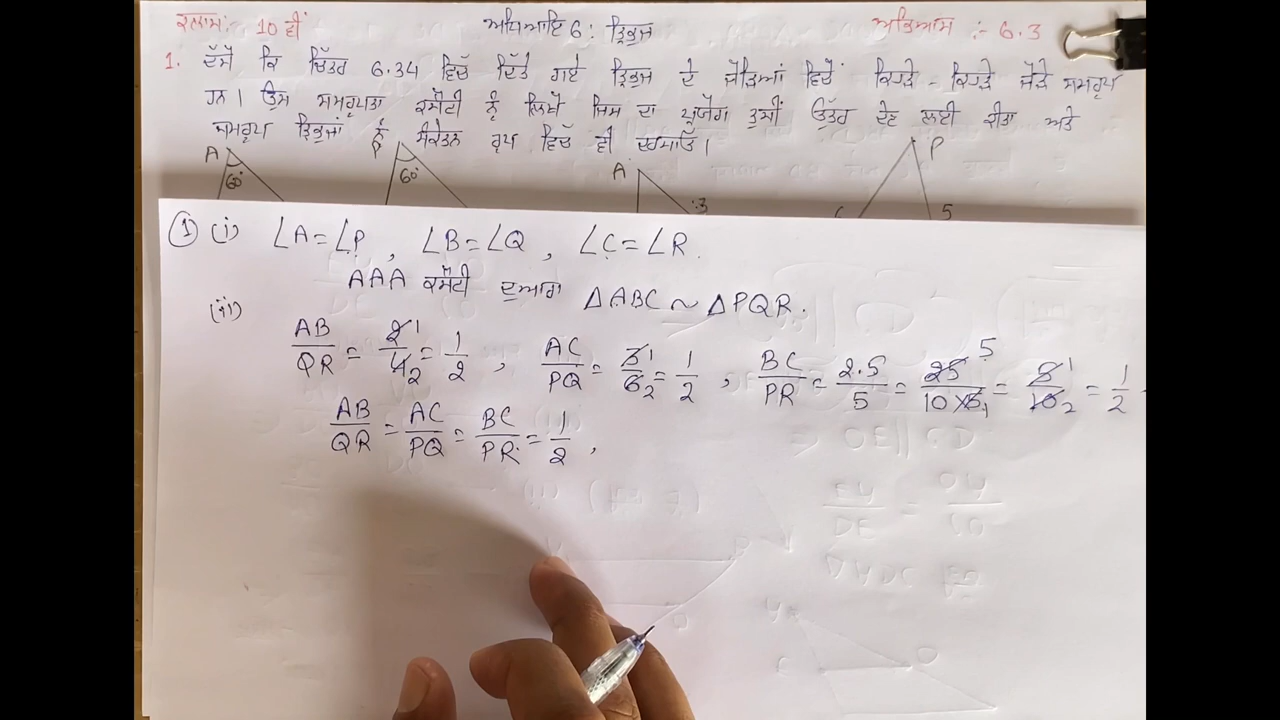 ਕਲਾਸ:- 10 ਵੀਂ ਅਧਿਆਇ 6: ਤ੍ਰਿਭੁਜ ਅਭਿਆਸ :- 6.3
1. ਦੱਸੋ ਕਿ ਚਿੱਤਰ 6.34 ਵਿੱਚ ਦਿੱਤੇ ਗਏ ਤ੍ਰਿਭੁਜ ਦੇ ਜੋੜਿਆਂ ਵਿਚੋਂ ਕਿਹੜੇ-ਕਿਹੜੇ ਜੋੜੇ ਸਮਰੂਪ
ਹਨ। ਉਸ ਸਮਰੂਪਤਾ ਕਸੌਟੀ ਨੂੰ ਲਿਖੋ ਜਿਸ ਦਾ ਪ੍ਰਯੋਗ ਤੁਸੀਂ ਉੱਤਰ ਦੇਣ ਲਈ ਕੀਤਾ ਅਤੇ
ਸਮਰੂਪ ਤ੍ਰਿਭੁਜਾਂ ਨੂੰ ਸੰਕੇਤਨ ਰੂਪ ਵਿੱਚ ਵੀ ਦਰਸਾਓ।
A P A P
60° 60° 3 5
① (i) ∠A = ∠P , ∠B = ∠Q , ∠C = ∠R.
AAA ਕਸੌਟੀ ਦੁਆਰਾ ΔABC ~ ΔPQR.
(ii)
AB/QR = 2/4 = 1/2 , AC/PQ = 3/6 = 1/2 , BC/PR = 2.5/5 = 25/10×5 = 5/10 = 1/2
AB/QR = AC/PQ = BC/PR = 1/2 ,